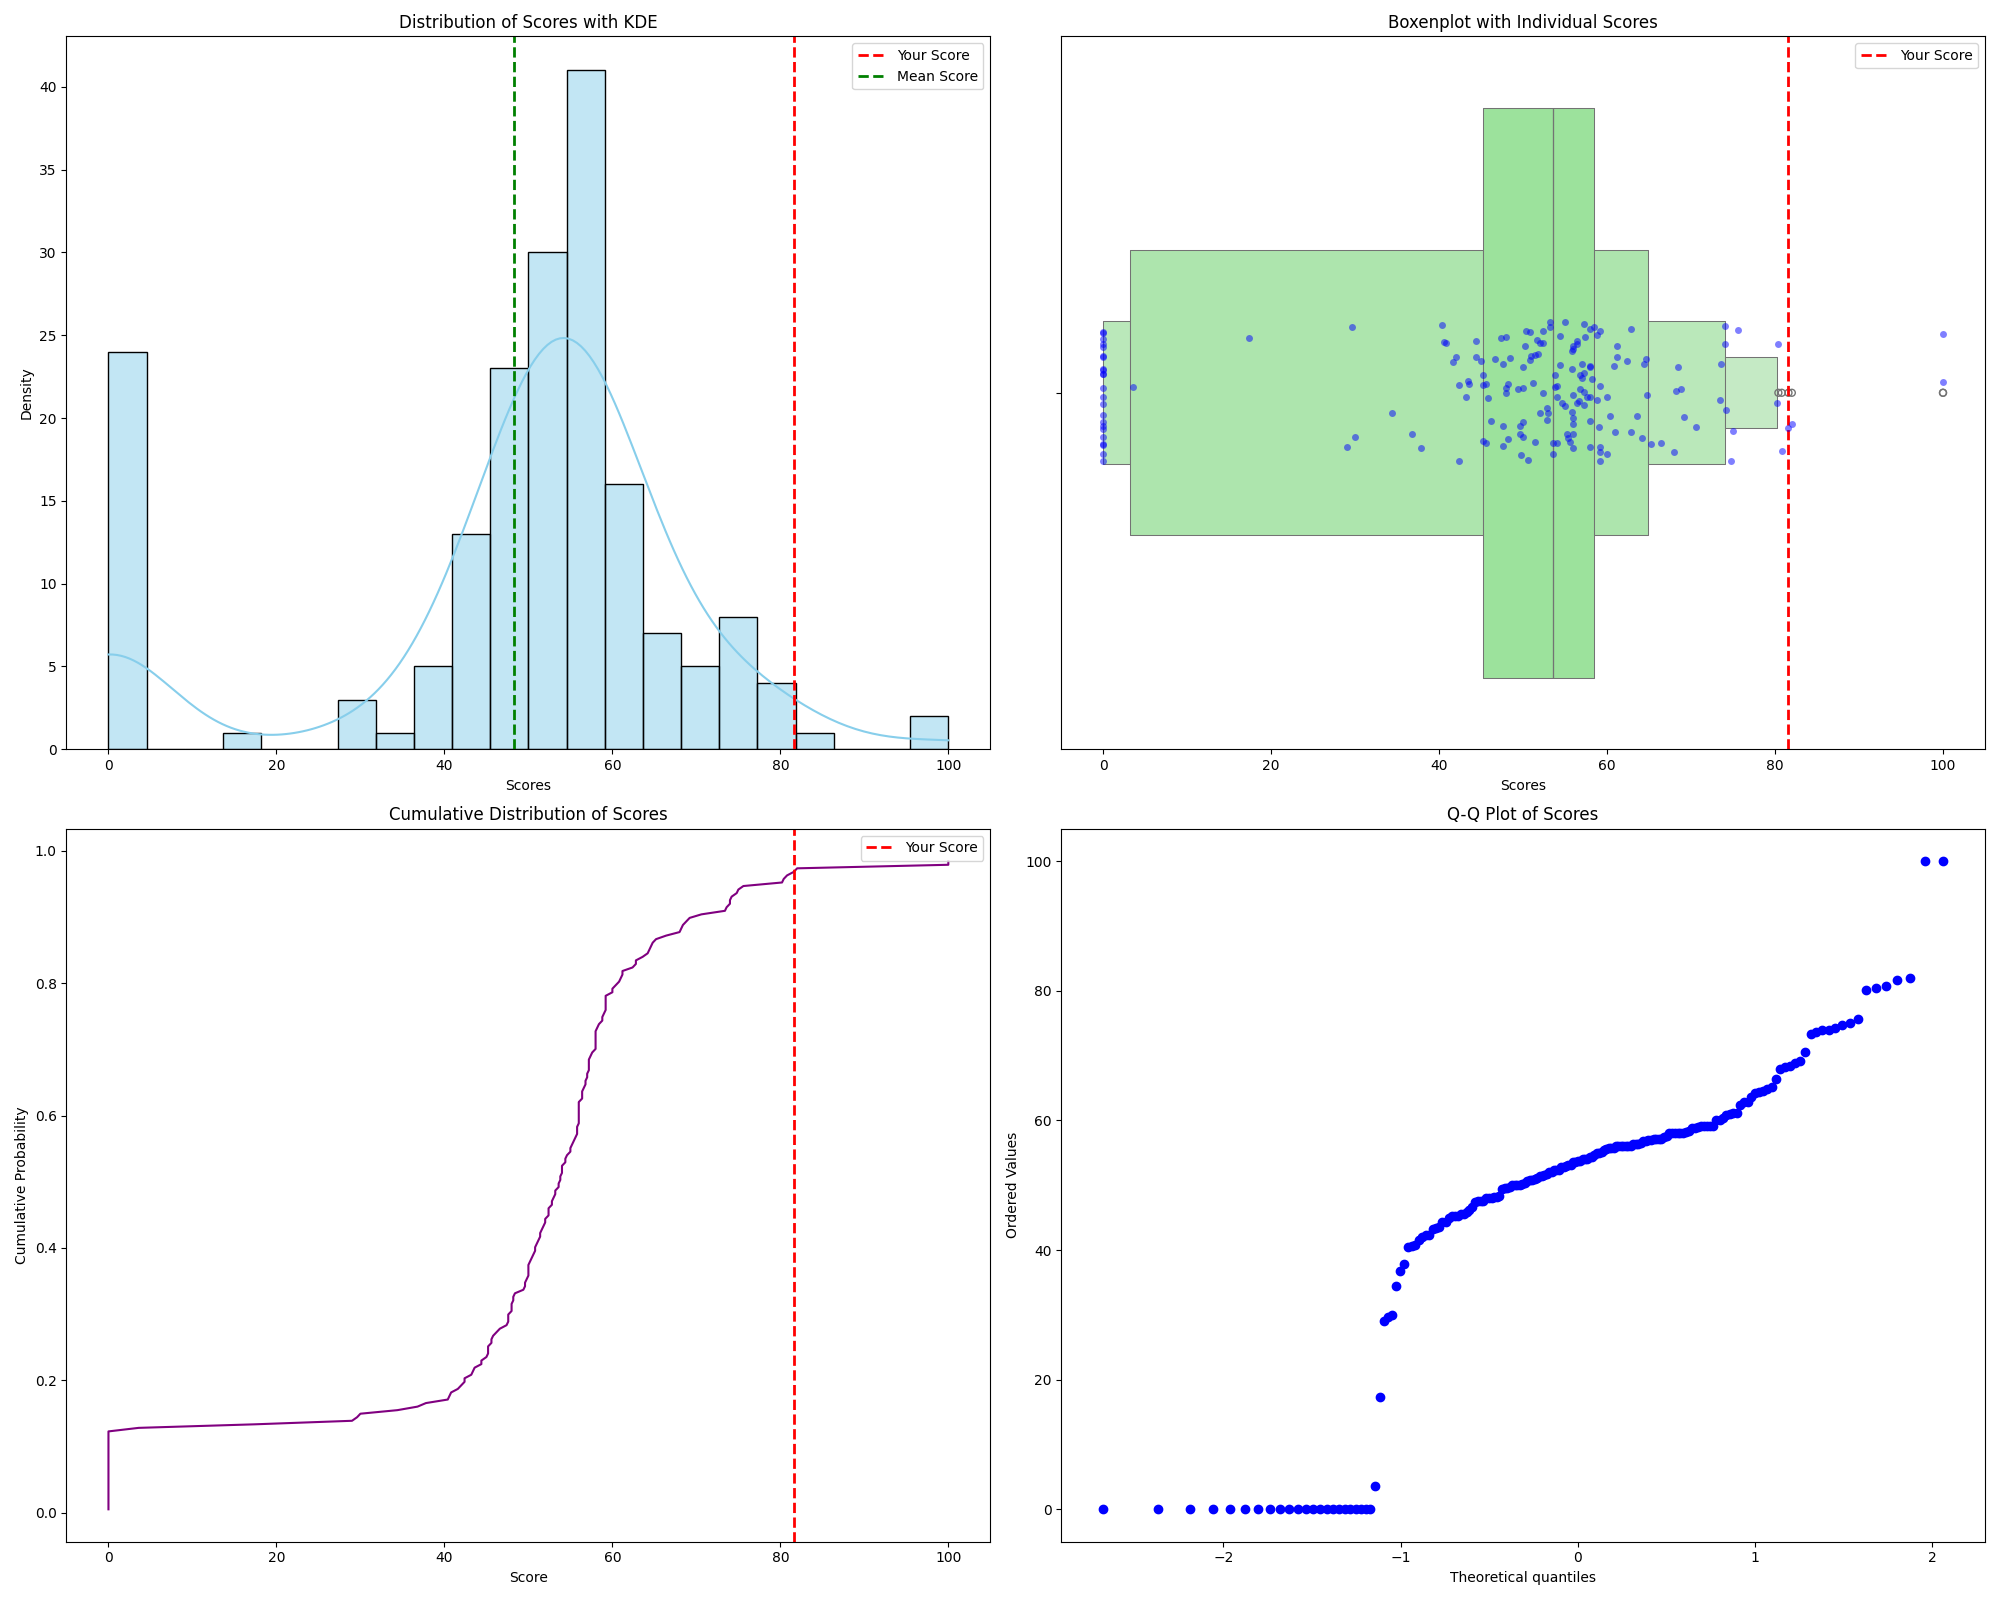 Distribution of Scores with KDE
Your Score
Mean Score
Density
40
35
30
25
20
15
10
5
0
0 20 40 60 80 100
Scores
Boxenplot with Individual Scores
Your Score
0 20 40 60 80 100
Scores
Cumulative Distribution of Scores
Your Score
Cumulative Probability
1.0
0.8
0.6
0.4
0.2
0.0
0 20 40 60 80 100
Score
Q-Q Plot of Scores
Ordered Values
100
80
60
40
20
0
−2 −1 0 1 2
Theoretical quantiles